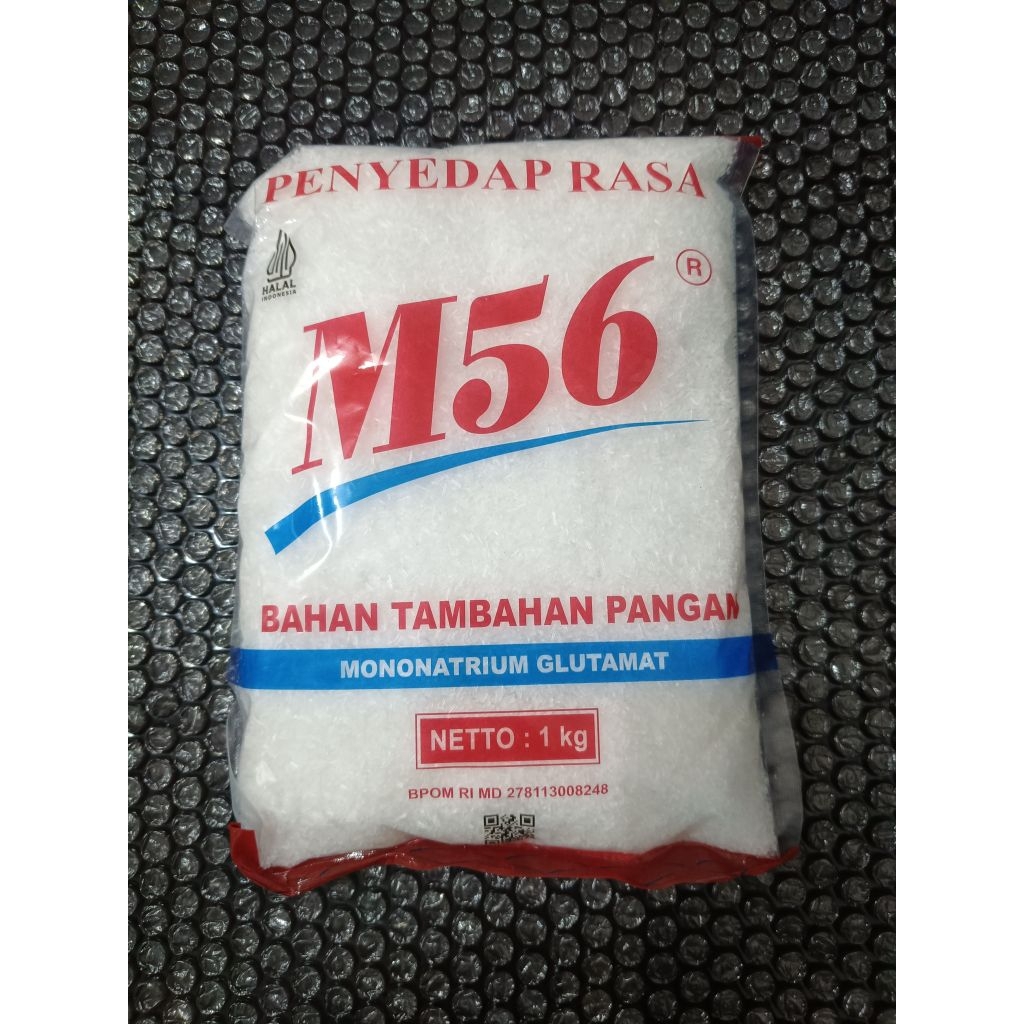 PENYEDAP RASA
HALAL
INDONESIA
M56 ®
BAHAN TAMBAHAN PANGAN
MONONATRIUM GLUTAMAT
NETTO : 1 kg
BPOM RI MD 278113008248